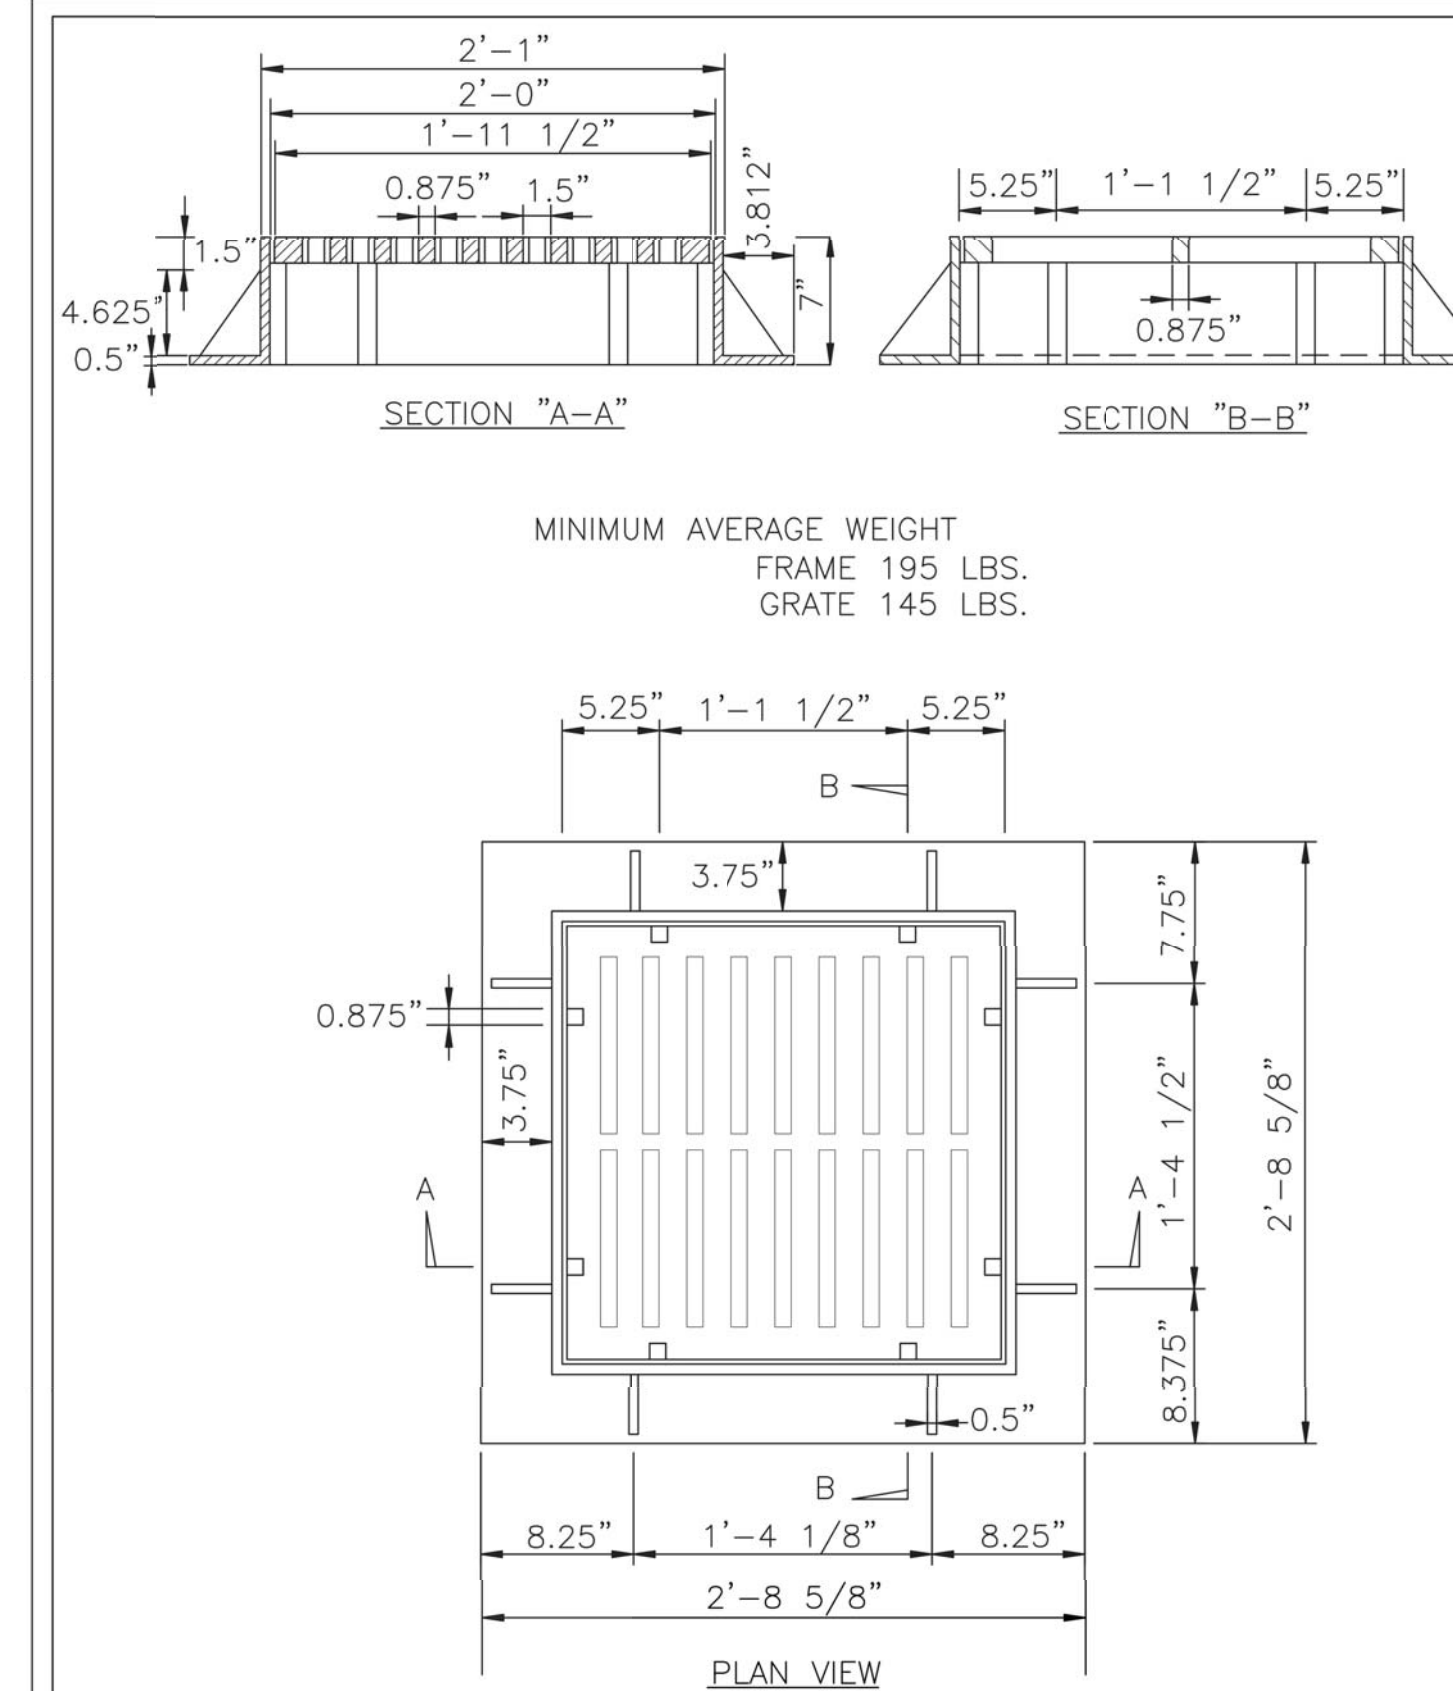 2'-1"
2'-0"
1'-11 1/2"
0.875" 1.5"
3.812"
1.5"
4.625"
0.5"
7"
SECTION "A-A"
5.25" 1'-1 1/2" 5.25"
0.875"
SECTION "B-B"
MINIMUM AVERAGE WEIGHT
FRAME 195 LBS.
GRATE 145 LBS.
5.25" 1'-1 1/2" 5.25"
B
3.75"
7.75"
0.875"
3.75"
1'-4 1/2"
2'-8 5/8"
A A
8.375"
0.5"
B
8.25" 1'-4 1/8" 8.25"
2'-8 5/8"
PLAN VIEW